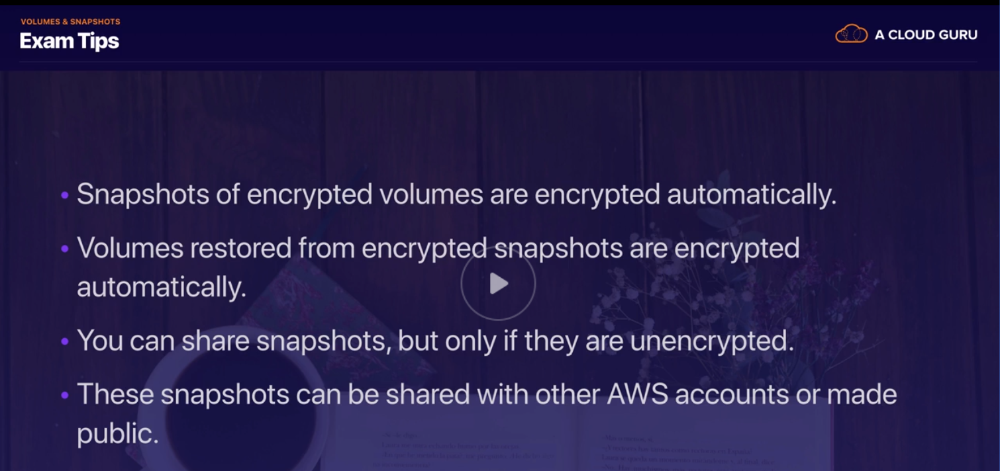 VOLUMES & SNAPSHOTS
Exam Tips
A CLOUD GURU
• Snapshots of encrypted volumes are encrypted automatically.
• Volumes restored from encrypted snapshots are encrypted
automatically.
• You can share snapshots, but only if they are unencrypted.
• These snapshots can be shared with other AWS accounts or made
public.